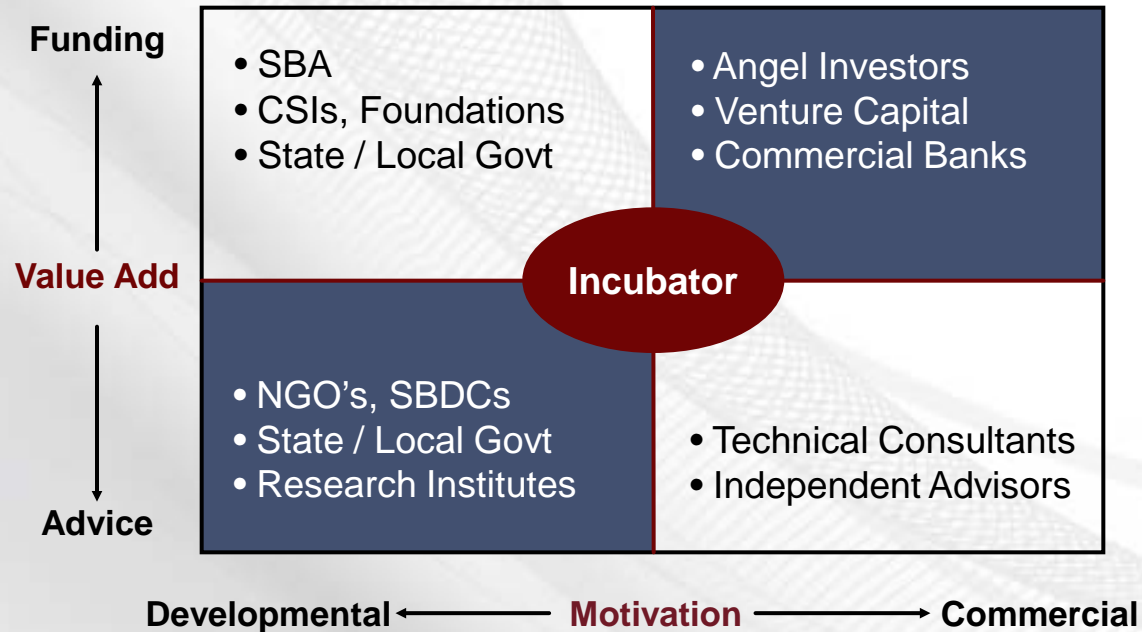 Funding
• SBA
• CSIs, Foundations
• State / Local Govt
• Angel Investors
• Venture Capital
• Commercial Banks
Value Add
Incubator
• NGO’s, SBDCs
• State / Local Govt
• Research Institutes
• Technical Consultants
• Independent Advisors
Advice
Developmental Motivation Commercial